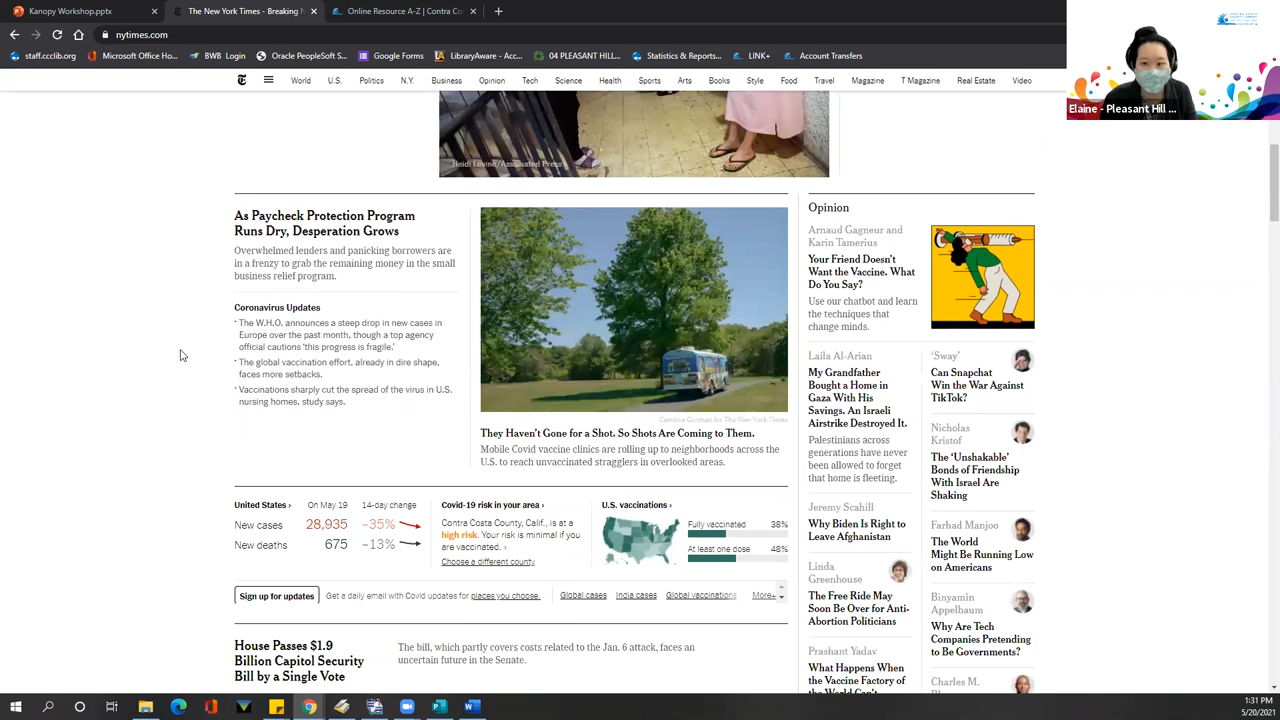 Kanopy Workshop.pptx
The New York Times - Breaking
Online Resource A-Z | Contra Co
times.com
staff.ccclib.org
Microsoft Office Ho...
BWB Login
Oracle PeopleSoft S...
Google Forms
04 PLEASANT HILL...
Statistics & Reports...
LINK+
Account Transfers
World
U.S.
Politics
N.Y.
Business
Opinion
Tech
Science
Health
Sports
Arts
Books
Style
Food
Travel
Magazine
T Magazine
Real Estate
Video
Elaine - Pleasant Hill ...
Heidi Levine/Associated Press
As Paycheck Protection Program
Runs Dry, Desperation Grows
Overwhelmed lenders and panicking borrowers are
in a frenzy to grab the remaining money in the small
business relief program.
Coronavirus Updates
The W.H.O. announces a steep drop in new cases in
Europe over the past month, though a top agency
official cautions ‘this progress is fragile.’
The global vaccination effort, already in dire shape,
faces more setbacks.
Vaccinations sharply cut the spread of the virus in U.S.
nursing homes, study says.
Caroline Gutman for The New York Times
They Haven’t Gone for a Shot. So Shots Are Coming to Them.
Mobile Covid vaccine clinics are rolling up to neighborhoods across the
U.S. to reach unvaccinated stragglers in overlooked areas.
United States ›
On May 19
14-day change
New cases
28,935
–35%
New deaths
675
–13%
Covid-19 risk in your area ›
Contra Costa County, Calif., is at a
high risk. Your risk is minimal if you
are vaccinated. ›
Choose a different county
U.S. vaccinations ›
Fully vaccinated 38%
At least one dose 48%
Sign up for updates
Get a daily email with Covid updates for places you choose.
Global cases
India cases
Global vaccinations
More+
House Passes $1.9
Billion Capitol Security
Bill by a Single Vote
The bill, which partly covers costs related to the Jan. 6 attack, faces an
uncertain future in the Senate.
Opinion
Arnaud Gagneur and
Karin Tamerius
Your Friend Doesn’t
Want the Vaccine. What
Do You Say?
Use our chatbot and learn
the techniques that
change minds.
Laila Al-Arian
My Grandfather
Bought a Home in
Gaza With His
Savings. An Israeli
Airstrike Destroyed It.
Palestinians across
generations have never
been allowed to forget
that home is fleeting.
Jeremy Scahill
Why Biden Is Right to
Leave Afghanistan
Linda
Greenhouse
The Free Ride May
Soon Be Over for Anti-
Abortion Politicians
Prashant Yadav
What Happens When
the Vaccine Factory of
‘Sway’
Can Snapchat
Win the War Against
TikTok?
Nicholas
Kristof
The ‘Unshakable’
Bonds of Friendship
With Israel Are
Shaking
Farhad Manjoo
The World
Might Be Running Low
on Americans
Binyamin
Appelbaum
Why Are Tech
Companies Pretending
to Be Governments?
Charles M.
1:31 PM
5/20/2021